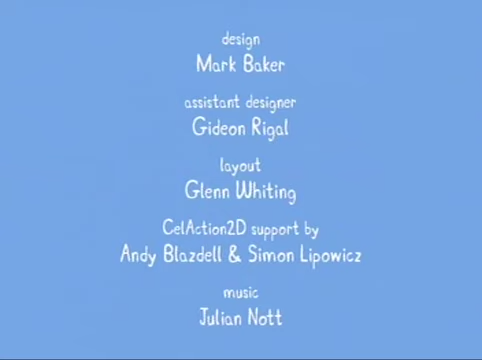 design
Mark Baker
assistant designer
Gideon Rigal
layout
Glenn Whiting
CelAction2D support by
Andy Blazdell & Simon Lipowicz
music
Julian Nott